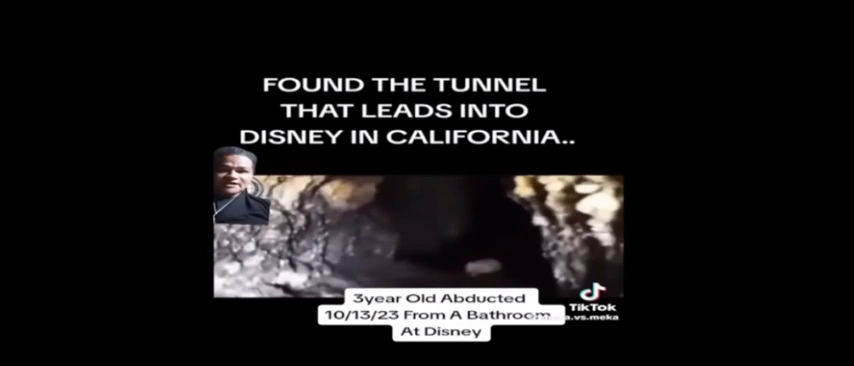 FOUND THE TUNNEL
THAT LEADS INTO
DISNEY IN CALIFORNIA..
3year Old Abducted
10/13/23 From A Bathroom
At Disney
TikTok